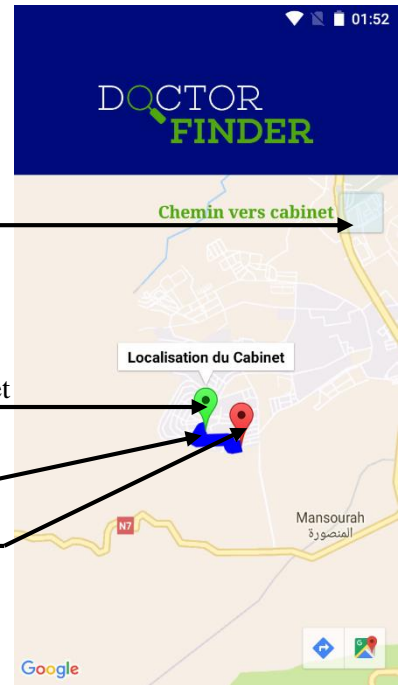 01:52
DOCTOR
FINDER
Chemin vers cabinet
Localisation du Cabinet
Mansourah
المنصورة
N7
Google